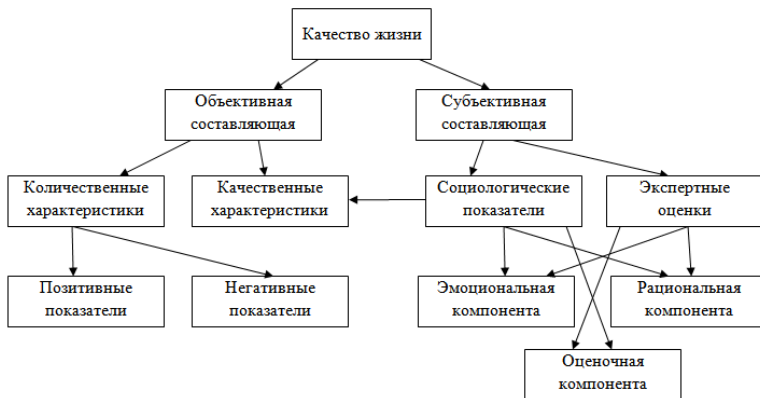 Качество жизни
Объективная
составляющая
Субъективная
составляющая
Количественные
характеристики
Качественные
характеристики
Социологические
показатели
Экспертные
оценки
Позитивные
показатели
Негативные
показатели
Эмоциональная
компонента
Рациональная
компонента
Оценочная
компонента